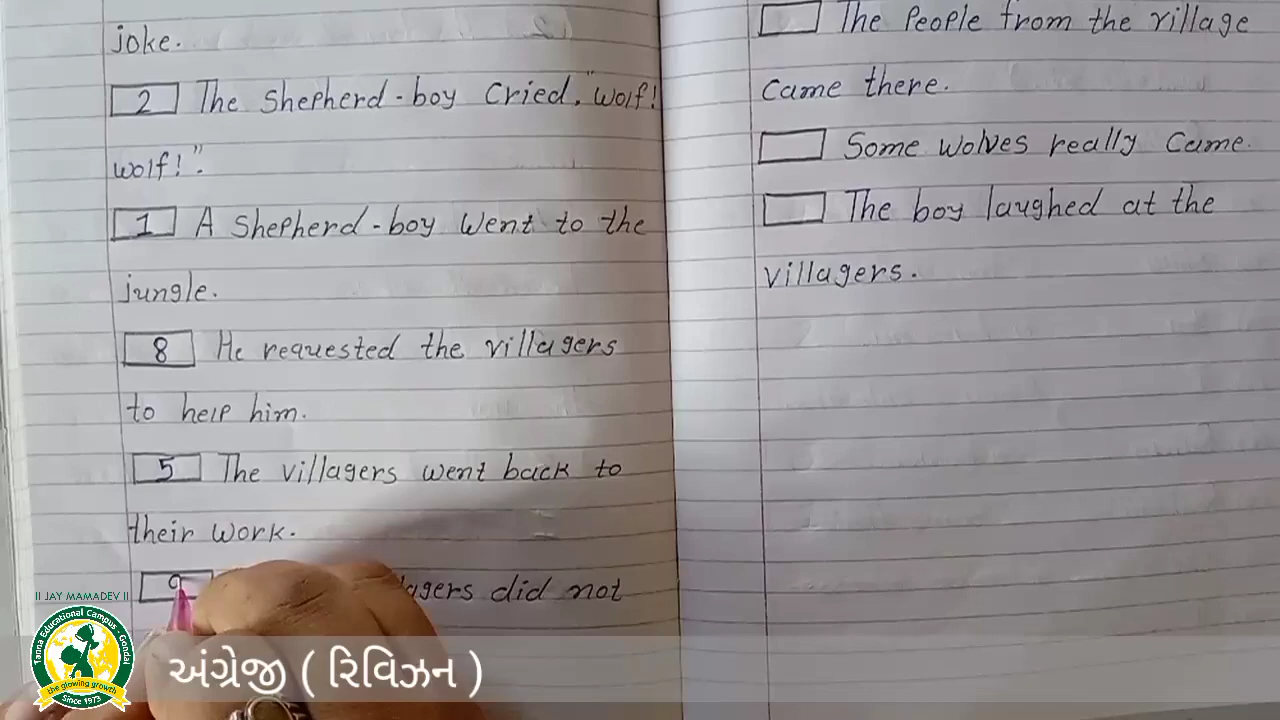 joke.
2 The shepherd-boy cried, "wolf!
wolf!".
1 A shepherd-boy went to the
jungle.
8 He requested the villagers
to help him.
5 The villagers went back to
their work.
9 agers did not
The people from the village
came there.
Some wolves really came.
The boy laughed at the
villagers.
|| JAY MAMADEV ||
Tanna Educational Campus - Gondal
the growing growth
Since 1973
અંગ્રેજી ( રિવિઝન )